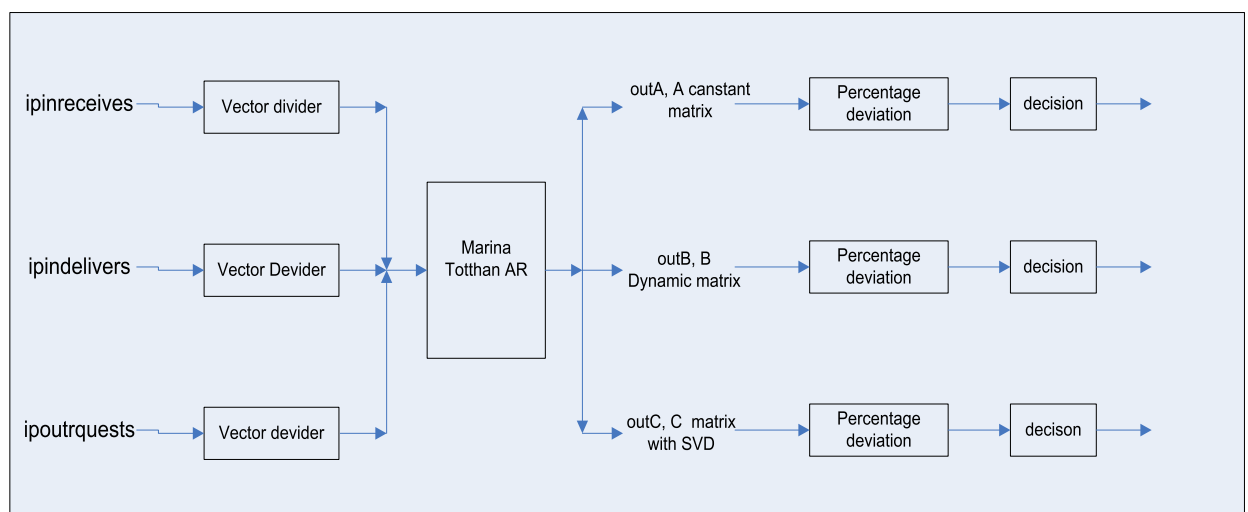 ipinreceives
Vector divider
outA, A canstant
matrix
Percentage
deviation
decision
ipindelivers
Vector Devider
Marina
Totthan AR
outB, B
Dynamic matrix
Percentage
deviation
decision
ipoutrquests
Vector devider
outC, C matrix
with SVD
Percentage
deviation
decison